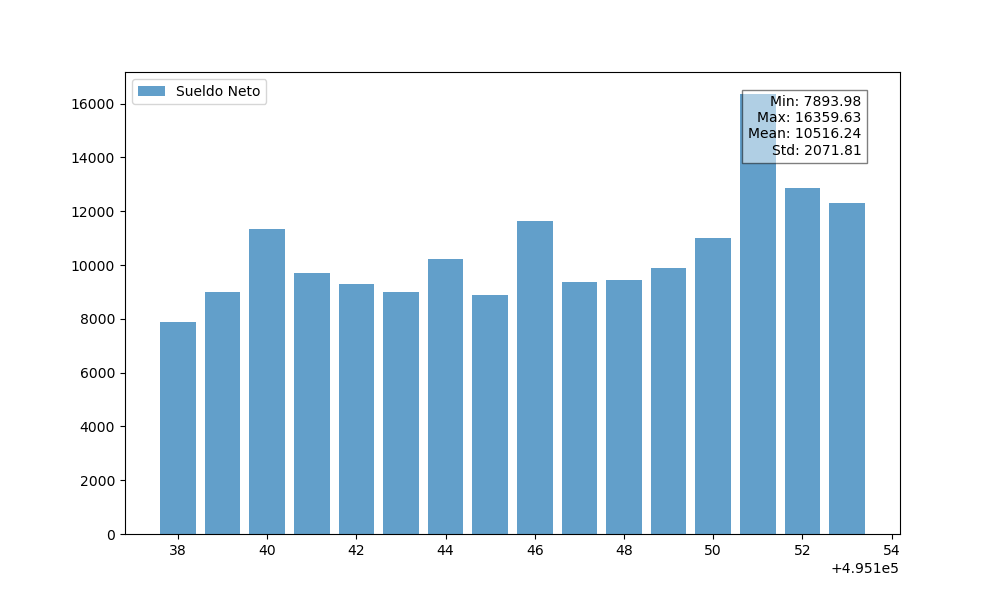 Sueldo Neto
Min: 7893.98
Max: 16359.63
Mean: 10516.24
Std: 2071.81
16000
14000
12000
10000
8000
6000
4000
2000
0
38 40 42 44 46 48 50 52 54
+4.951e5